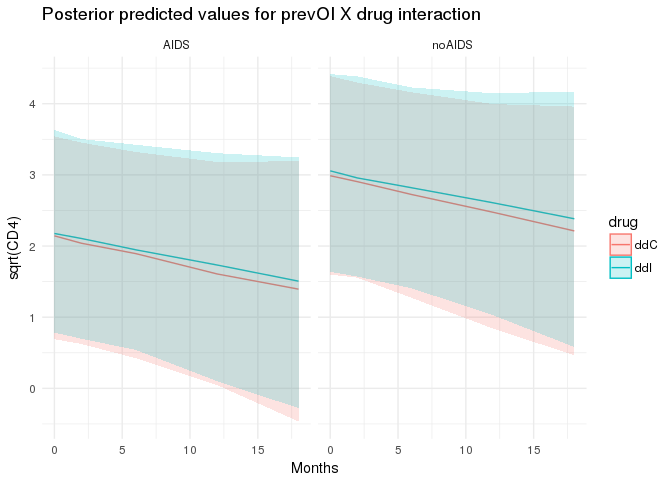 Posterior predicted values for prevOI X drug interaction
AIDS
noAIDS
4
3
2
1
0
sqrt(CD4)
0 5 10 15
0 5 10 15
Months
drug
ddC
ddI